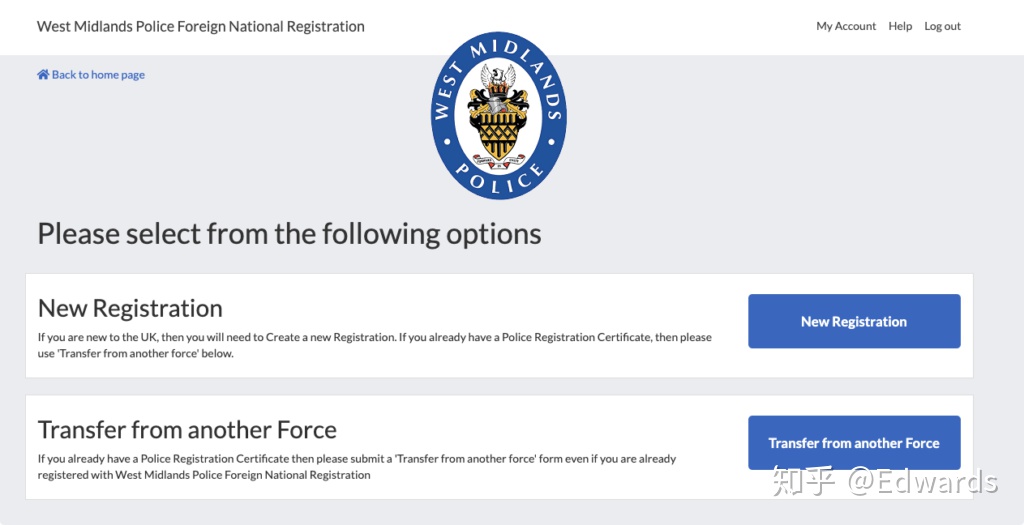 West Midlands Police Foreign National Registration
My Account Help Log out
Back to home page
WEST MIDLANDS
POLICE
Please select from the following options
New Registration
If you are new to the UK, then you will need to Create a new Registration. If you already have a Police Registration Certificate, then please
use 'Transfer from another force' below.
New Registration
Transfer from another Force
If you already have a Police Registration Certificate then please submit a 'Transfer from another force' form even if you are already
registered with West Midlands Police Foreign National Registration
Transfer from another Force
知乎 @Edwards